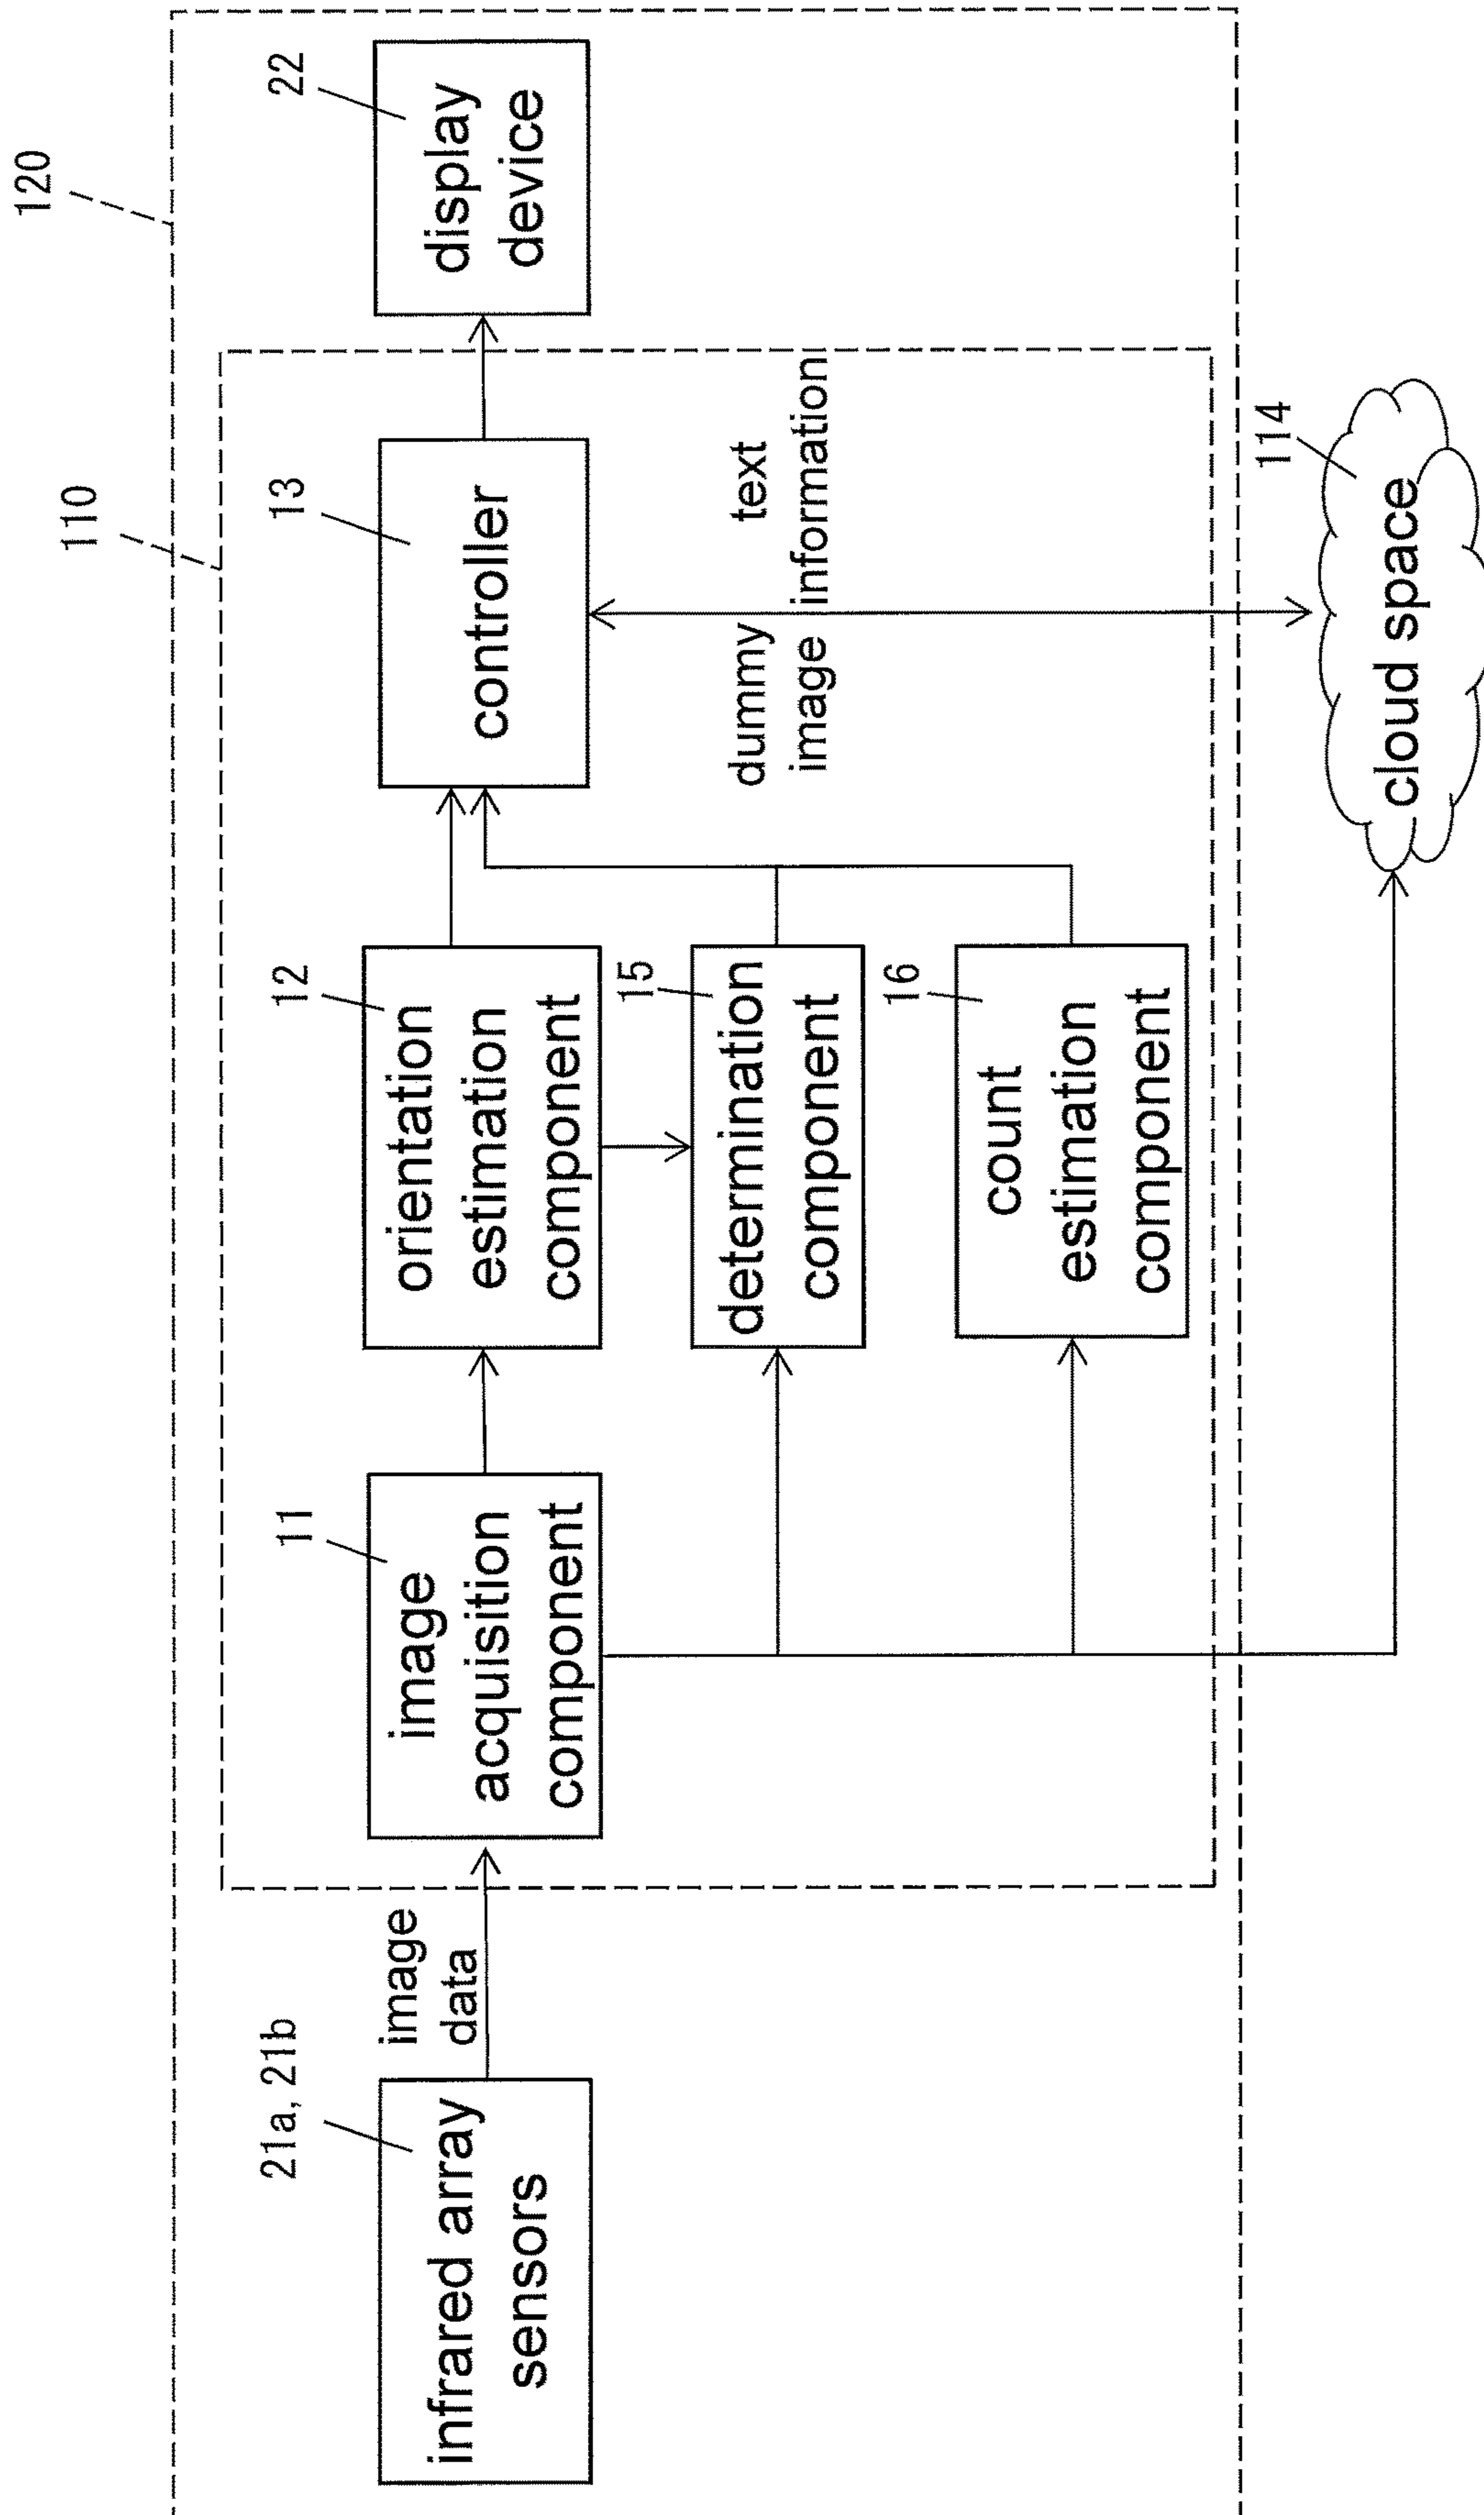 120
110
21a, 21b
infrared array
sensors
image
data
11
image
acquisition
component
12
orientation
estimation
component
13
controller
22
display
device
15
determination
component
16
count
estimation
component
dummy
image
text
information
114
cloud space